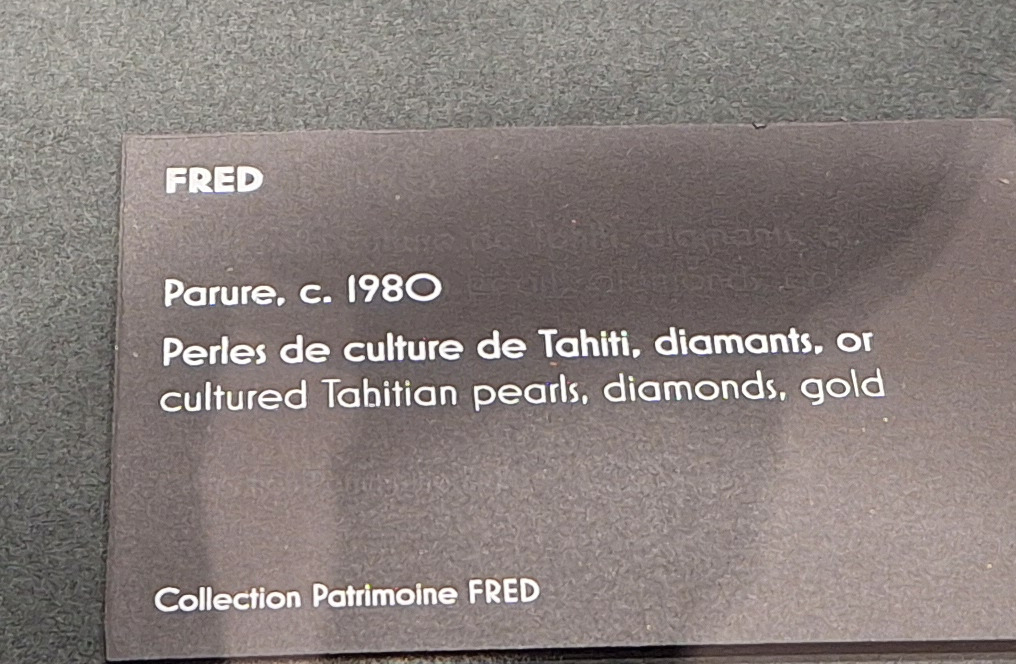 FRED
Parure, c. 1980
Perles de culture de Tahiti, diamants, or
cultured Tahitian pearls, diamonds, gold
Collection Patrimoine FRED